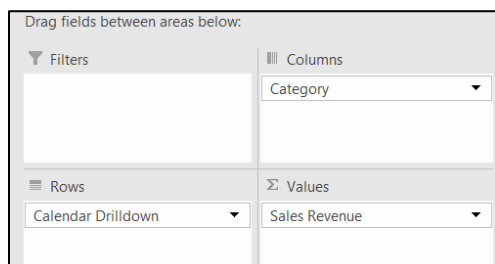 Drag fields between areas below:
Filters
Columns
Category
Rows
Σ Values
Calendar Drilldown
Sales Revenue